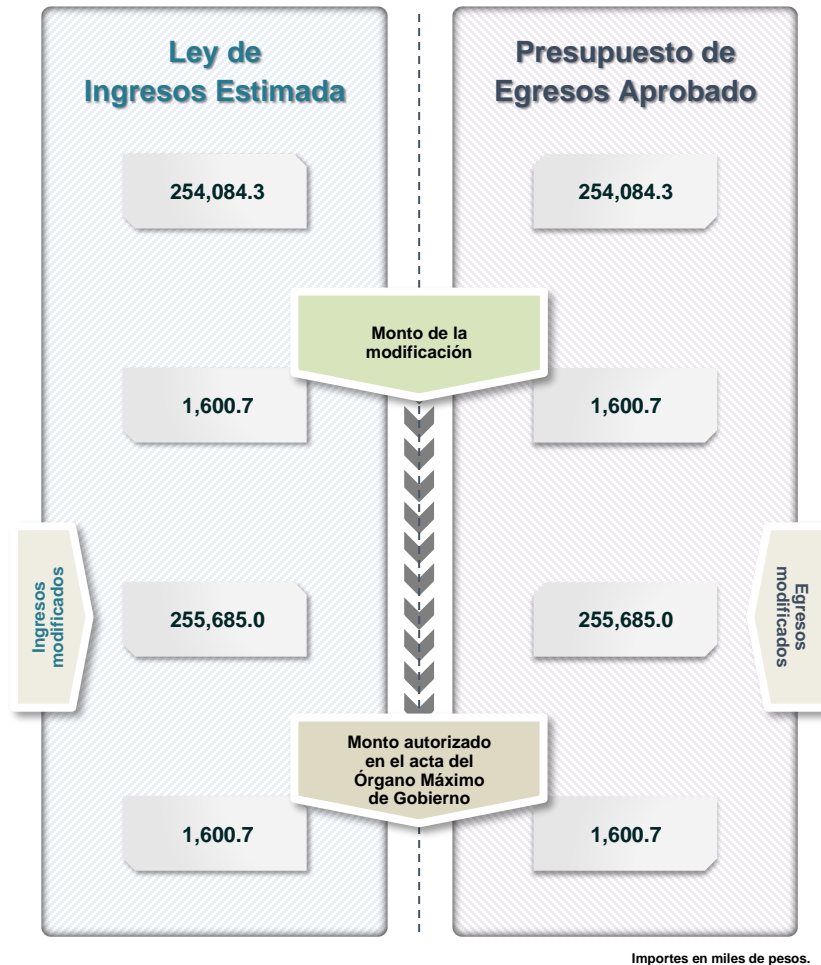 Ley de
Ingresos Estimada
Presupuesto de
Egresos Aprobado
254,084.3
254,084.3
Monto de la
modificación
1,600.7
1,600.7
Ingresos
modificados
255,685.0
255,685.0
Egresos
modificados
Monto autorizado
en el acta del
Órgano Máximo
de Gobierno
1,600.7
1,600.7
Importes en miles de pesos.